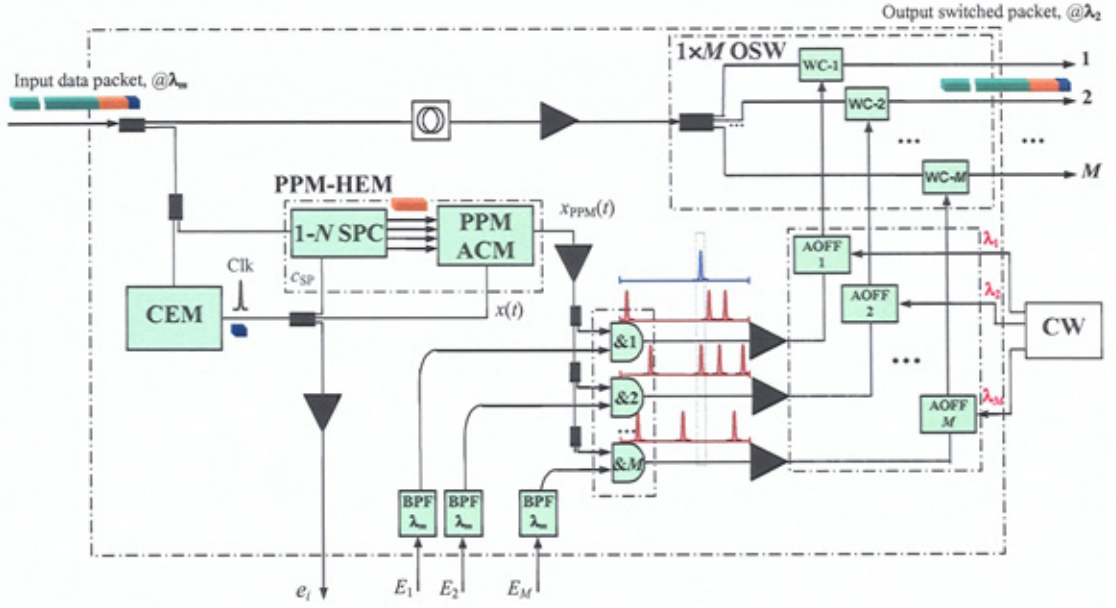 Output switched packet, @λ2
Input data packet, @λm
1×M OSW
WC-1
1
WC-2
2
...
...
...
WC-M
M
PPM-HEM
1-N SPC
PPM
ACM
xPPM(t)
Clk
cSP
x(t)
CEM
AOFF
1
λ1
AOFF
2
λ2
CW
...
AOFF
M
λM
&1
&2
...
&M
BPF
λm
BPF
λm
BPF
λm
ei
E1
E2
EM